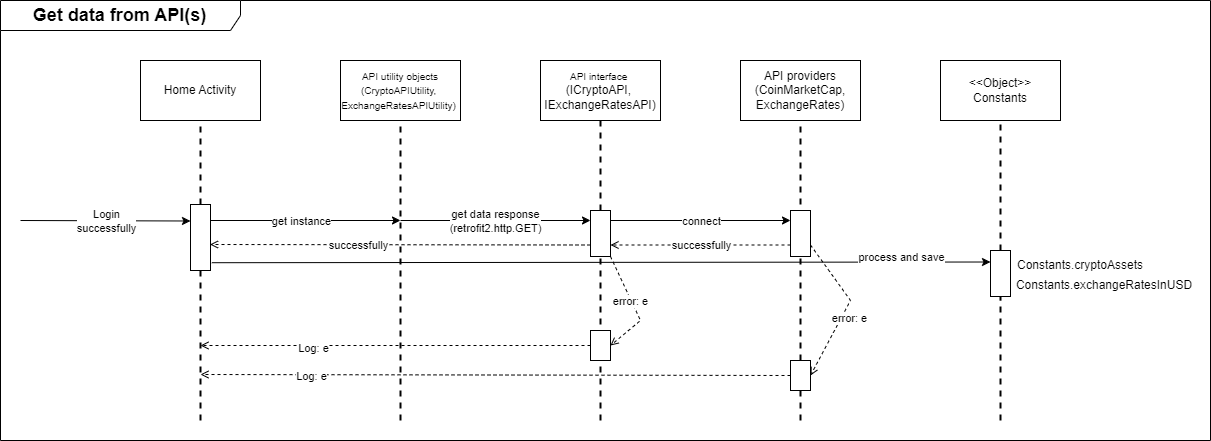 Get data from API(s)
Home Activity
API utility objects
(CryptoAPIUtility,
ExchangeRatesAPIUtility)
API interface
(ICryptoAPI,
IExchangeRatesAPI)
API providers
(CoinMarketCap,
ExchangeRates)
<<Object>>
Constants
Login
successfully
get instance
get data response
(retrofit2.http.GET)
connect
successfully
successfully
process and save
Constants.cryptoAssets
Constants.exchangeRatesInUSD
error: e
error: e
Log: e
Log: e